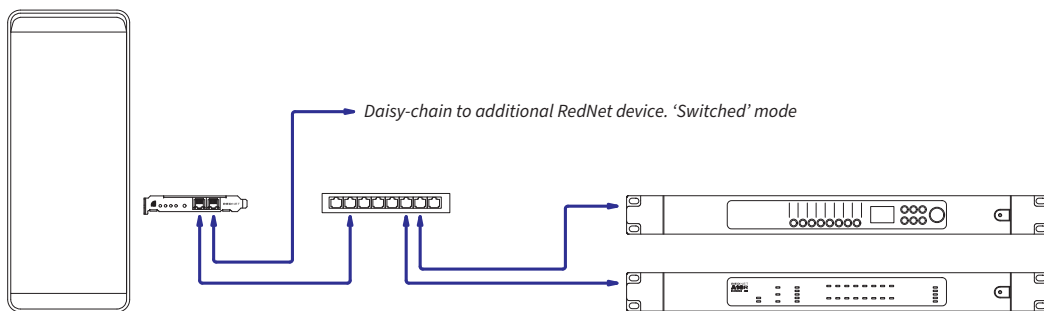 Daisy-chain to additional RedNet device. ‘Switched’ mode